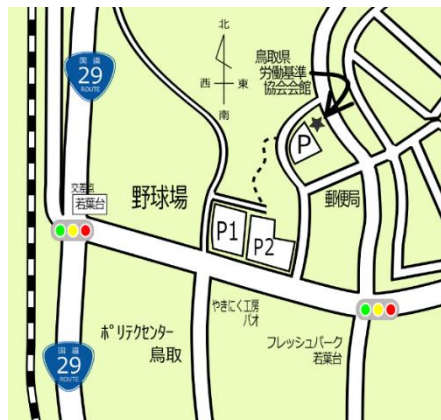 北
西
東
南
国道
29
ROUTE
鳥取県
労働基準
協会会館
P
交差点
若葉台
野球場
郵便局
P1
P2
やきにく工房
パオ
ポリテクセンター
鳥取
フレッシュパーク
若葉台
国道
29
ROUTE